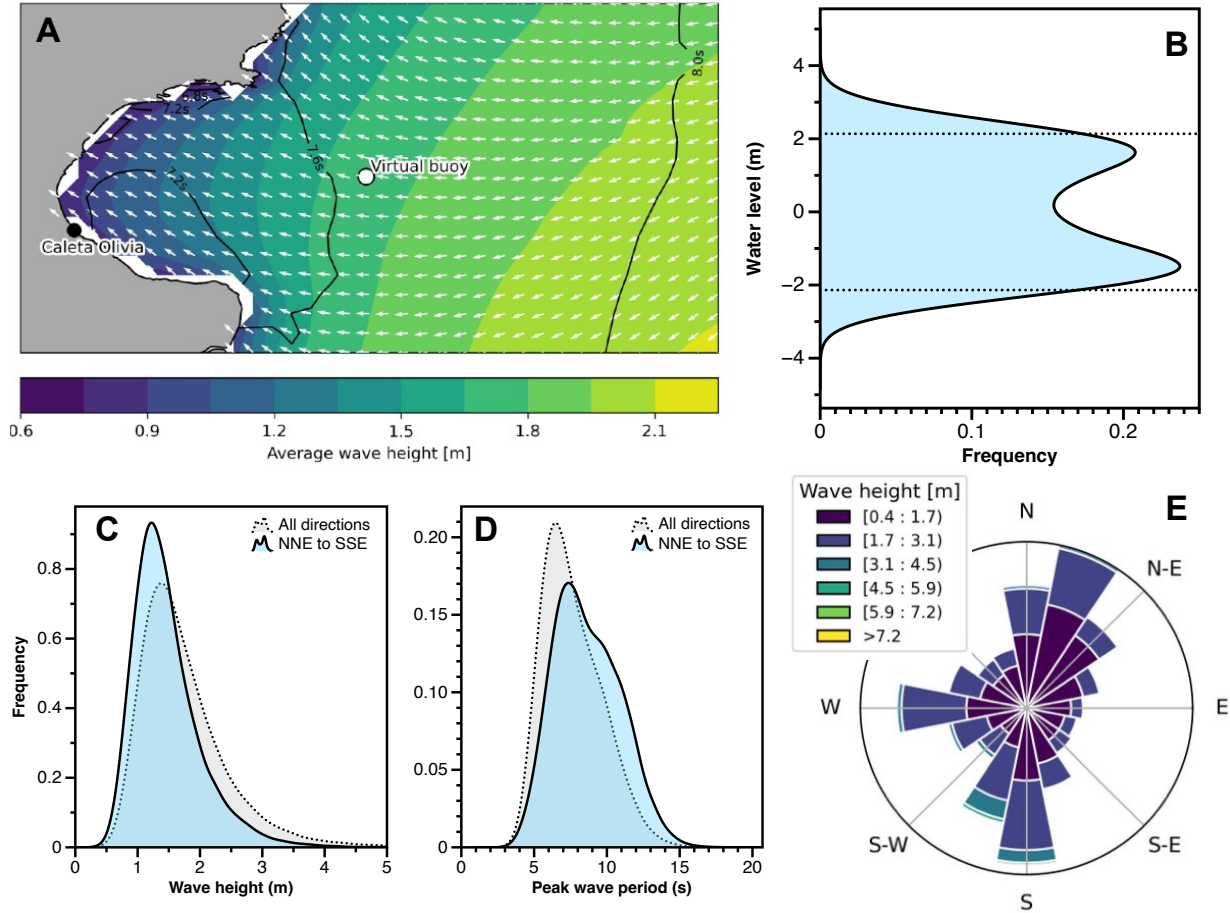 A
6.8s
7.2s
7.2s
7.6s
8.0s
Virtual buoy
Caleta Olivia
0.6 0.9 1.2 1.5 1.8 2.1
Average wave height [m]
B
Water level (m)
4
2
0
−2
−4
0 0.1 0.2
Frequency
C
All directions
NNE to SSE
Frequency
0.8
0.6
0.4
0.2
0
0 1 2 3 4 5
Wave height (m)
D
All directions
NNE to SSE
0.20
0.15
0.10
0.05
0
0 5 10 15 20
Peak wave period (s)
E
Wave height [m]
[0.4 : 1.7)
[1.7 : 3.1)
[3.1 : 4.5)
[4.5 : 5.9)
[5.9 : 7.2)
>7.2
N
N-E
W
E
S-W
S-E
S